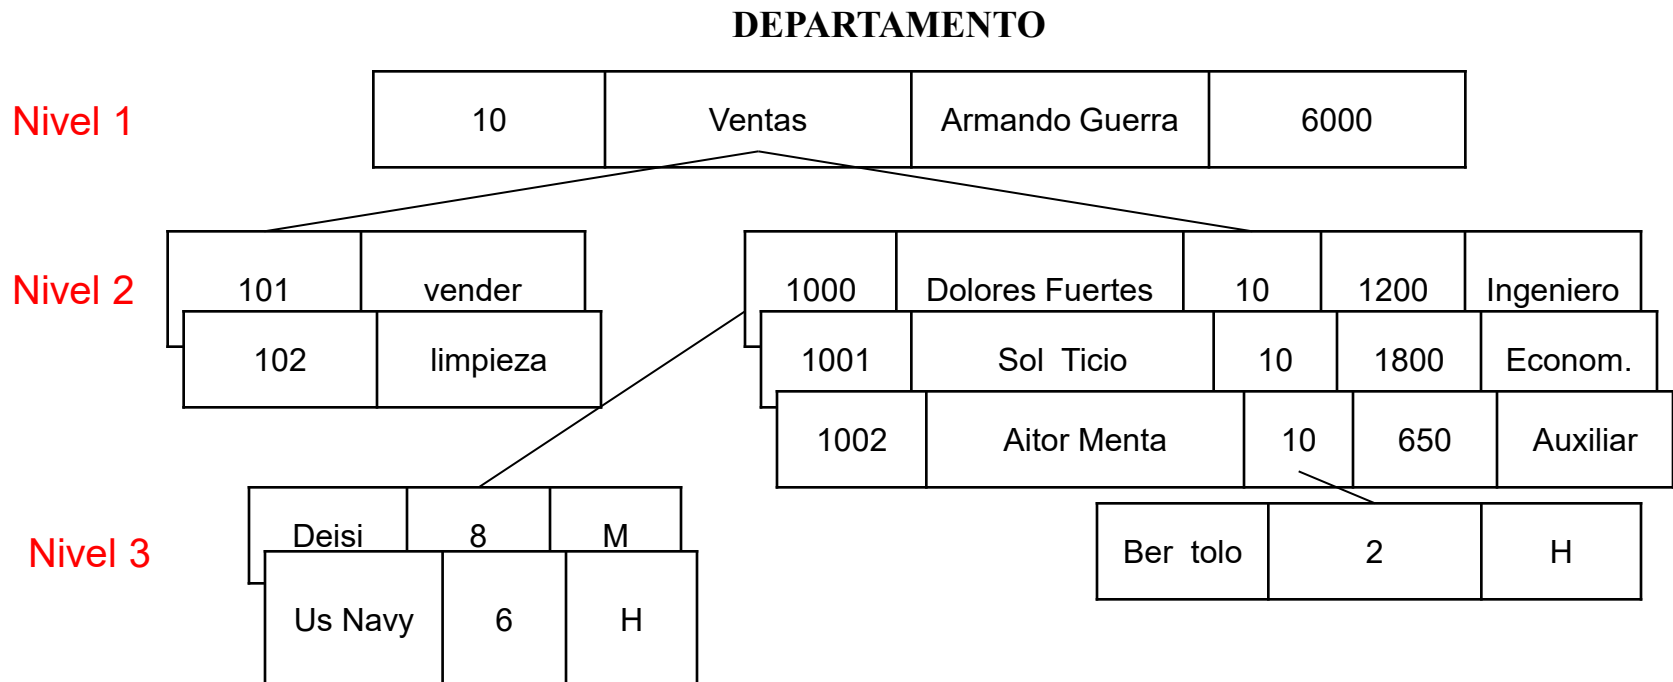 DEPARTAMENTO
Nivel 1
10 Ventas Armando Guerra 6000
Nivel 2
101 vender
102 limpieza
1000 Dolores Fuertes 10 1200 Ingeniero
1001 Sol Ticio 10 1800 Econom.
1002 Aitor Menta 10 650 Auxiliar
Nivel 3
Deisi 8 M
Us Navy 6 H
Ber tolo 2 H